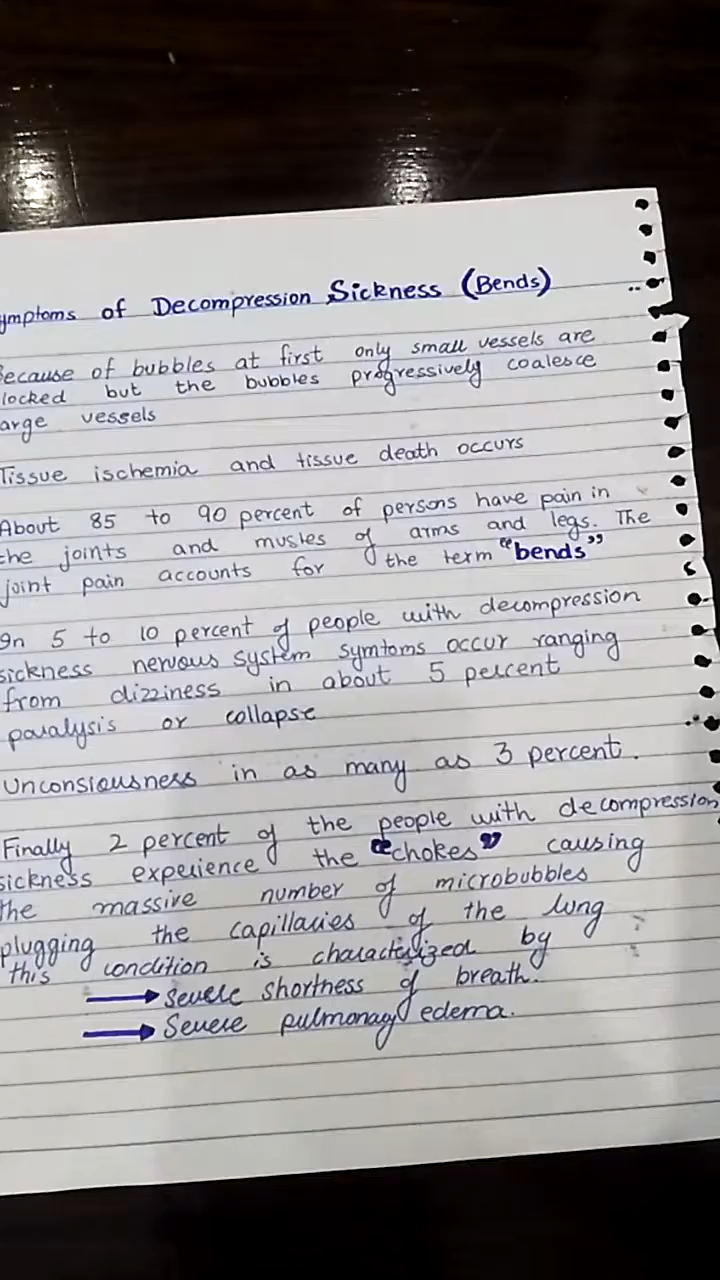 ymptoms of Decompression Sickness (Bends)
Because of bubbles at first only small vessels are
locked but the bubbles progressively coalesce
arge vessels
Tissue ischemia and tissue death occurs
About 85 to 90 percent of persons have pain in
the joints and musles of arms and legs. The
joint pain accounts for the term "bends"
In 5 to 10 percent of people with decompression
sickness nervous system symtoms occur ranging
from dizziness in about 5 percent
paralysis or collapse
Unconsiousness in as many as 3 percent.
Finally 2 percent of the people with decompression
sickness experience the "chokes" causing
the massive number of microbubbles
plugging the capillaries of the lung
this condition is characterized by
→ Severe shortness of breath.
→ Severe pulmonay edema.